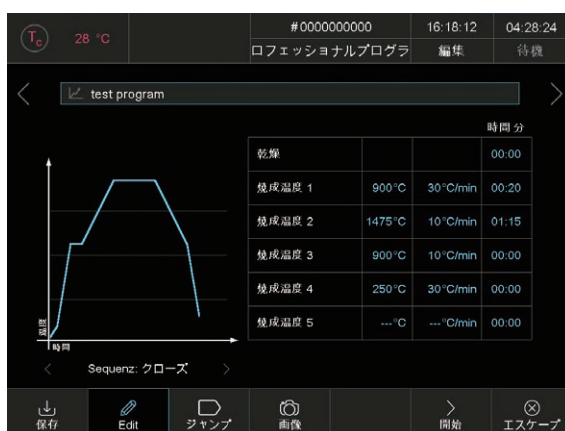 Tc 28 °C #0000000000 16:18:12 04:28:24
ロフェッショナルプログラ 編集 待機
test program
時間 分
乾燥 00:00
焼成温度 1 900°C 30°C/min 00:20
焼成温度 2 1475°C 10°C/min 01:15
焼成温度 3 900°C 10°C/min 00:00
焼成温度 4 250°C 30°C/min 00:00
焼成温度 5 ---°C ---°C/min 00:00
温度
時間
Sequenz: クローズ
保存 Edit ジャンプ 画像 開始 エスケープ